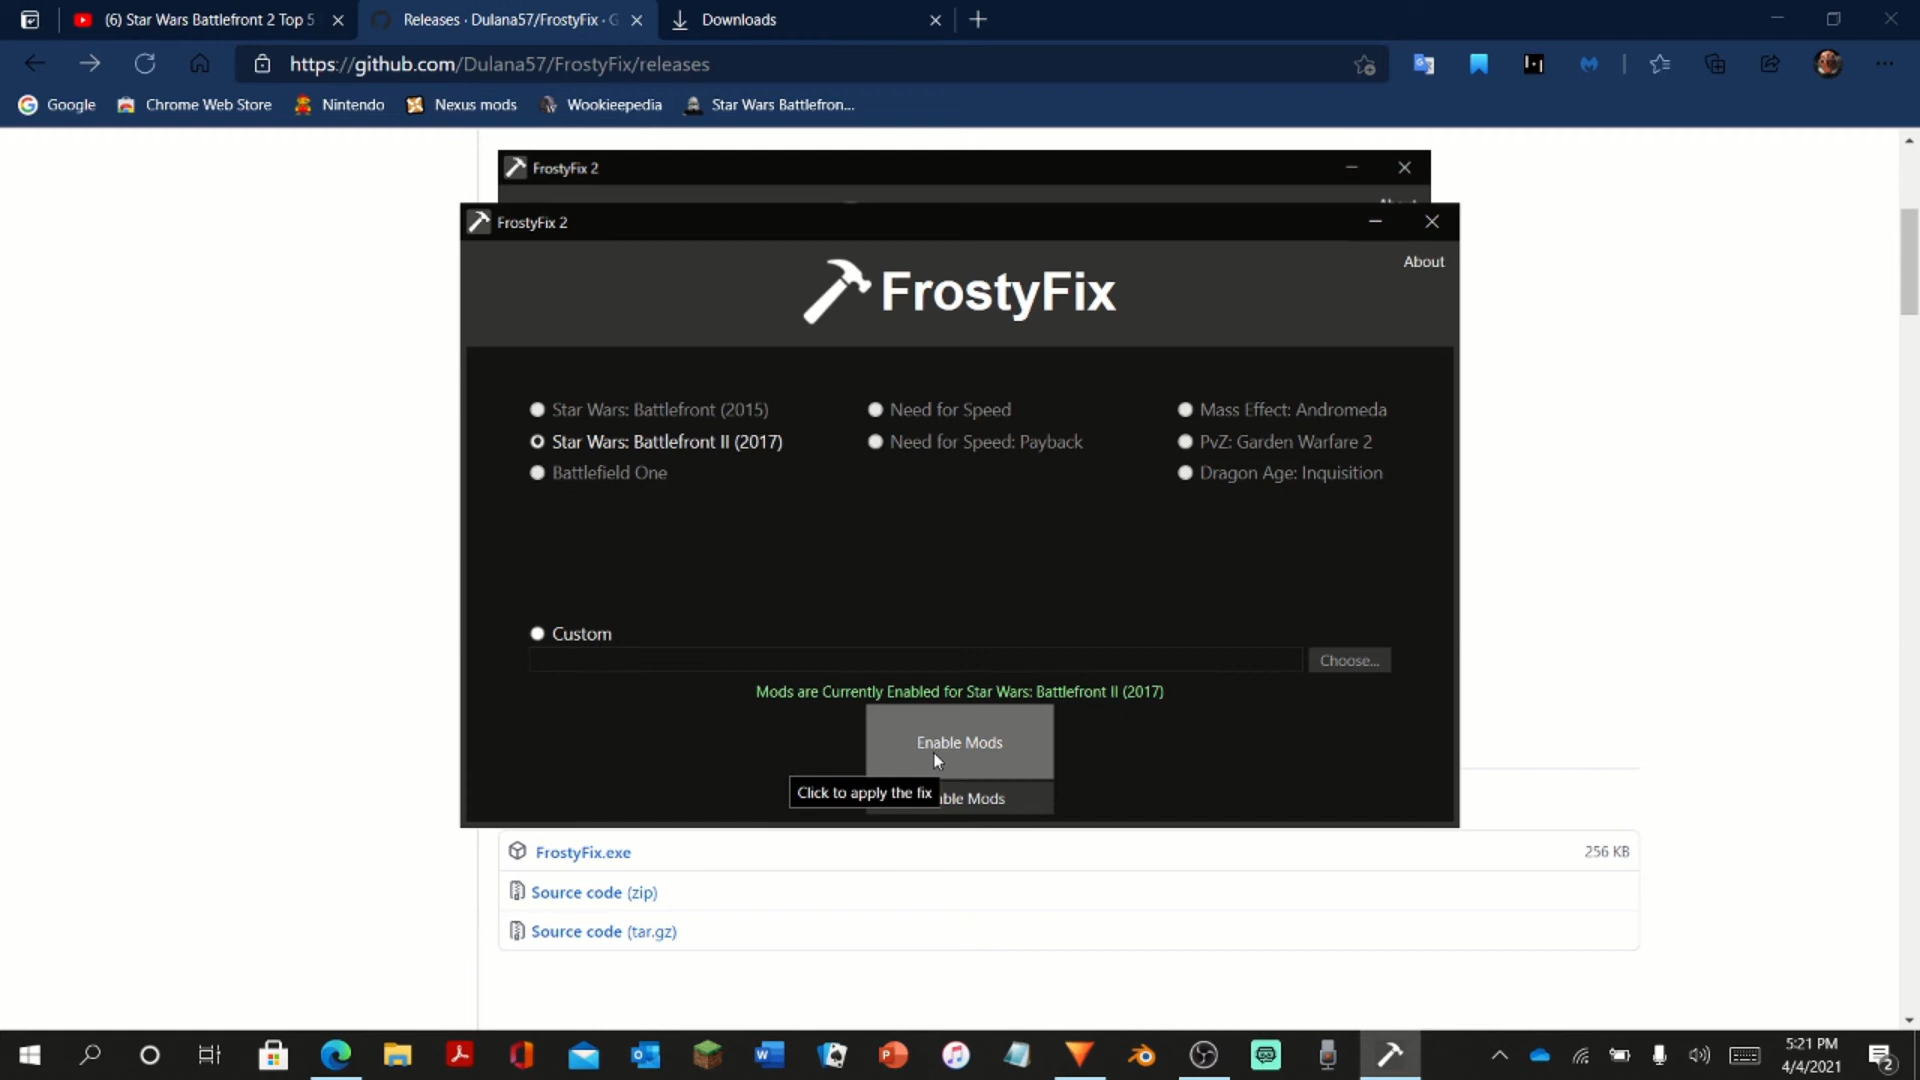 (6) Star Wars Battlefront 2 Top 5
Releases · Dulana57/FrostyFix · G
Downloads
https://github.com/Dulana57/FrostyFix/releases
Google
Chrome Web Store
Nintendo
Nexus mods
Wookieepedia
Star Wars Battlefron...
FrostyFix 2
FrostyFix 2
About
FrostyFix
Star Wars: Battlefront (2015)
Need for Speed
Mass Effect: Andromeda
Star Wars: Battlefront II (2017)
Need for Speed: Payback
PvZ: Garden Warfare 2
Battlefield One
Dragon Age: Inquisition
Custom
Choose...
Mods are Currently Enabled for Star Wars: Battlefront II (2017)
Enable Mods
Click to apply the fix
able Mods
FrostyFix.exe
256 KB
Source code (zip)
Source code (tar.gz)
5:21 PM
4/4/2021
2